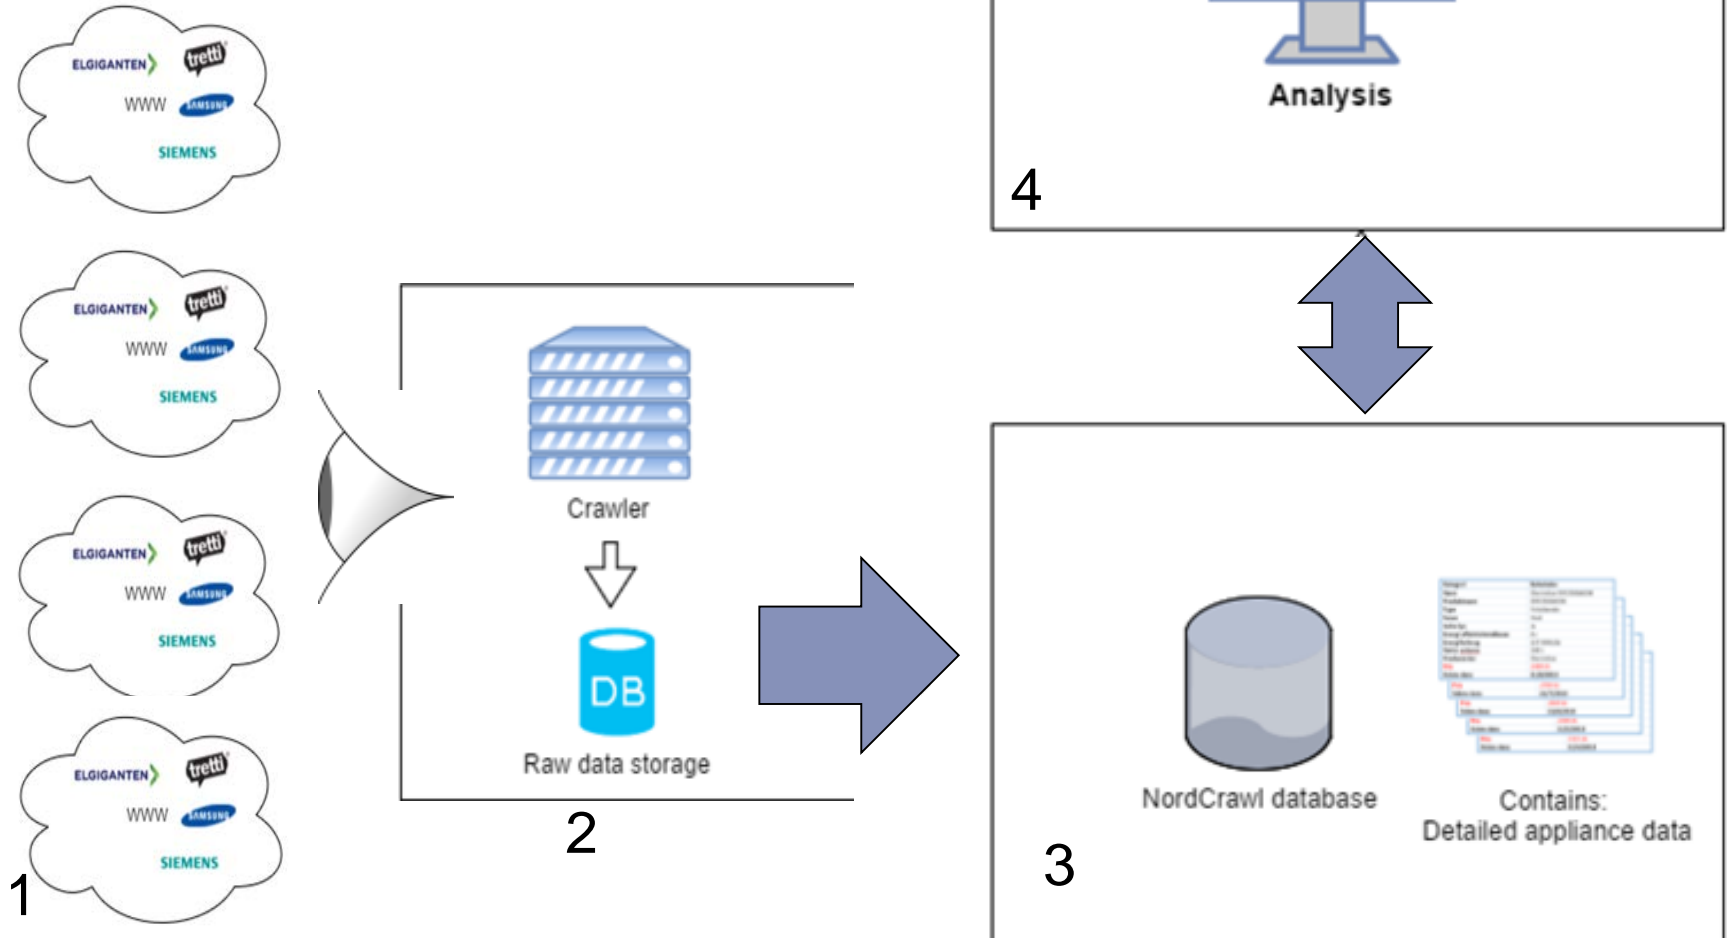 ELGIGANTEN
tretti
WWW
SAMSUNG
SIEMENS
ELGIGANTEN
tretti
WWW
SAMSUNG
SIEMENS
ELGIGANTEN
tretti
WWW
SAMSUNG
SIEMENS
ELGIGANTEN
tretti
WWW
SAMSUNG
SIEMENS
1
Crawler
DB
Raw data storage
2
Analysis
4
NordCrawl database
Contains:
Detailed appliance data
3